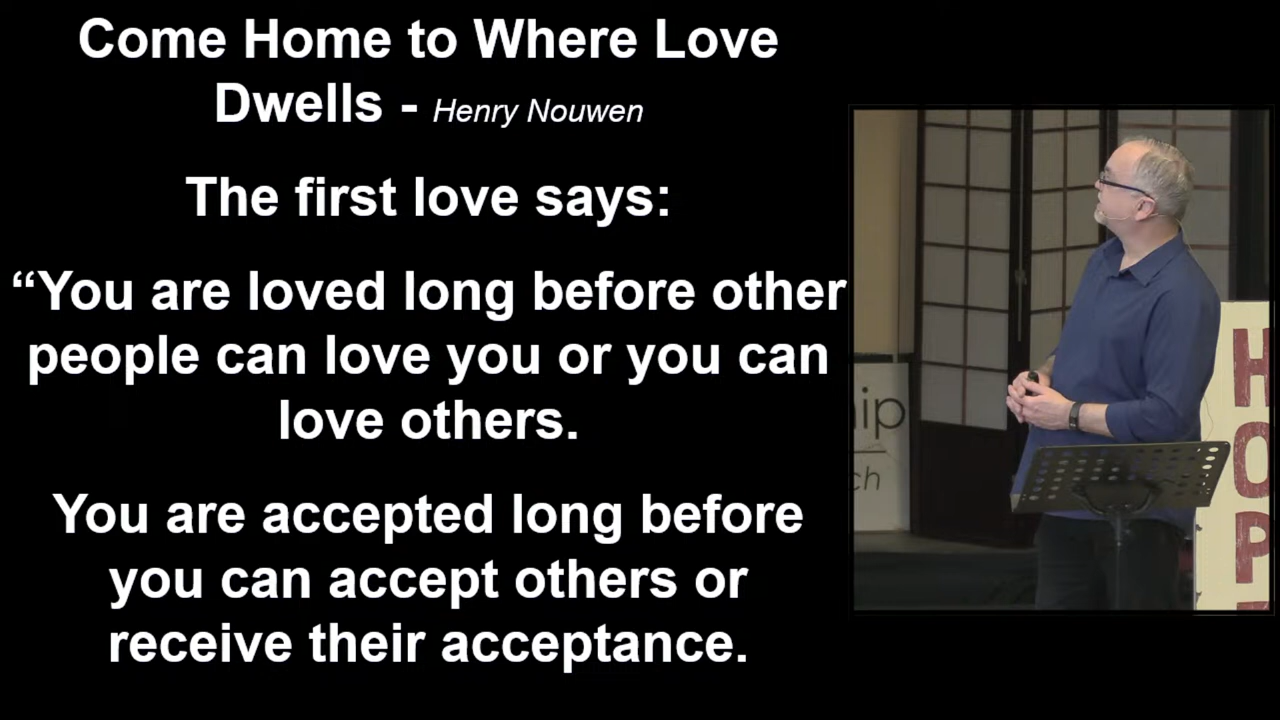 Come Home to Where Love
Dwells - Henry Nouwen
The first love says:
“You are loved long before other
people can love you or you can
love others.
You are accepted long before
you can accept others or
receive their acceptance.
HOP